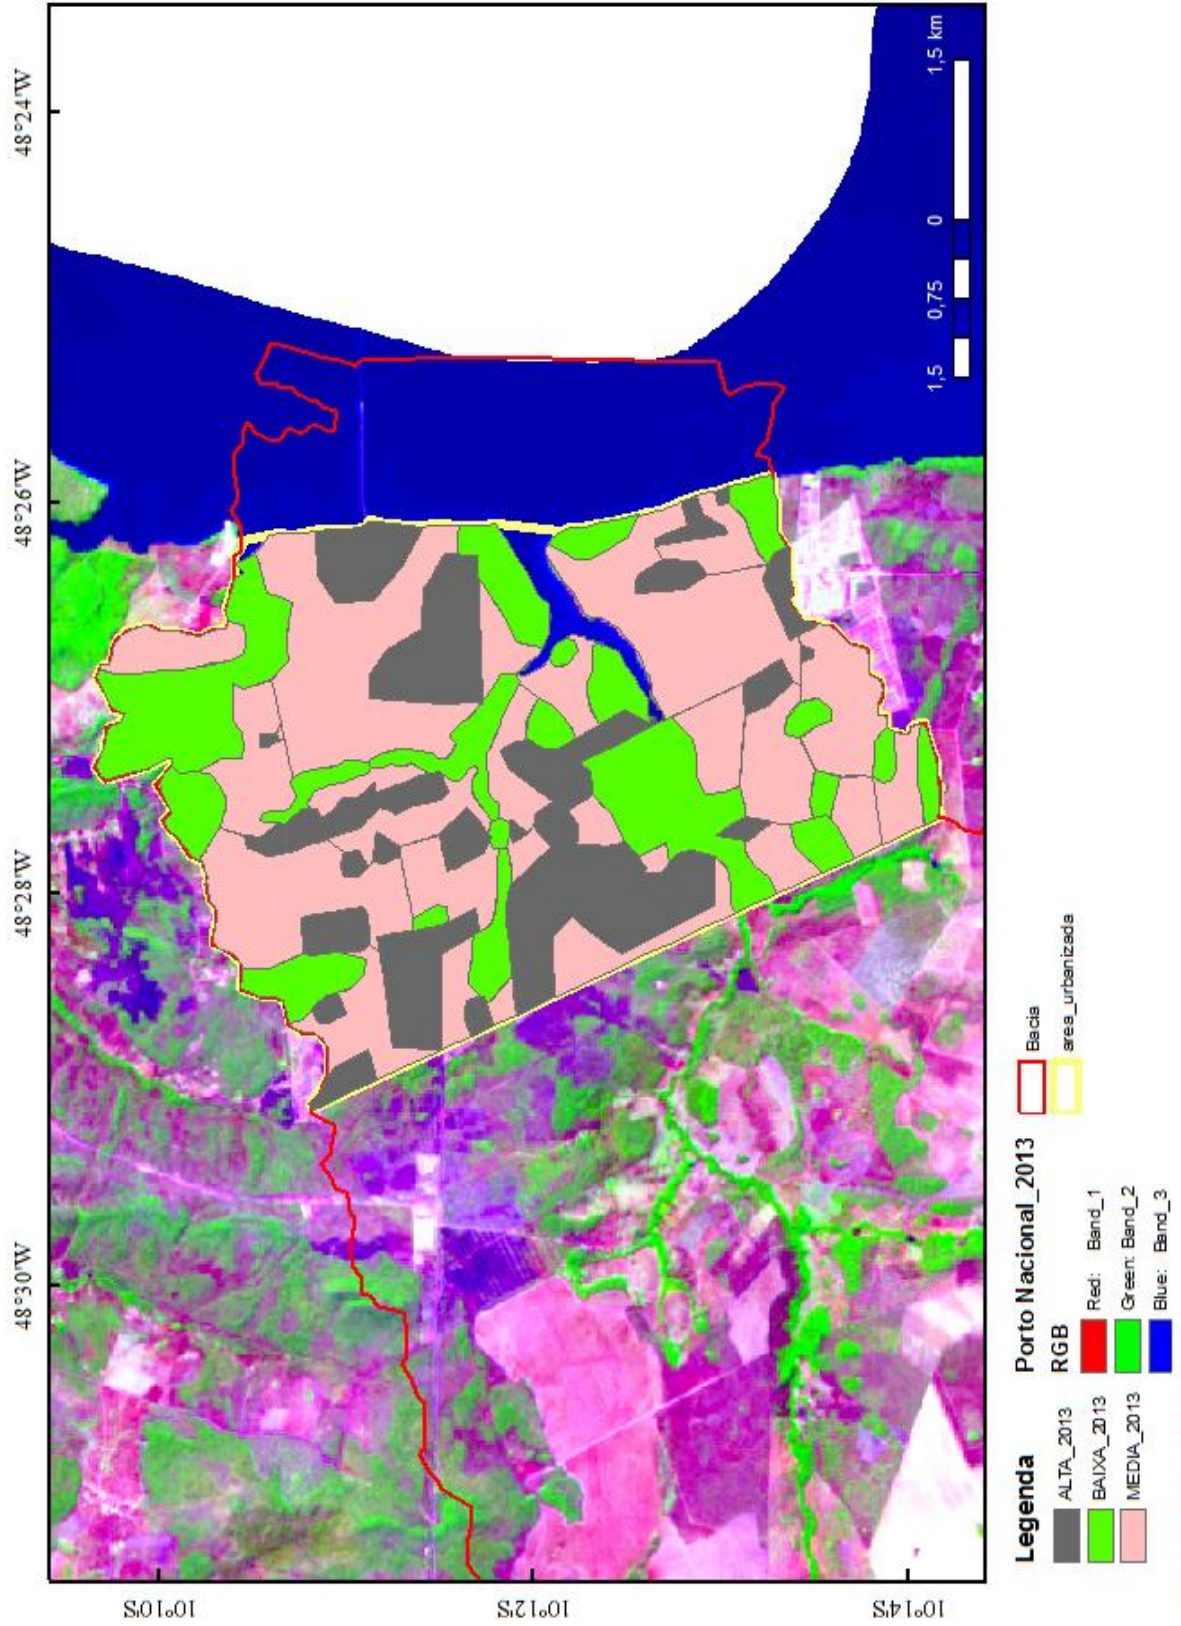 48°30'W
48°28'W
48°26'W
48°24'W
10°10'S
10°12'S
10°14'S
1,5 0,75 0 1,5 km
Legenda
ALTA_2013
BAIXA_2013
MEDIA_2013
Porto Nacional_2013
RGB
Red: Band_1
Green: Band_2
Blue: Band_3
Bacia
area_urbanizada